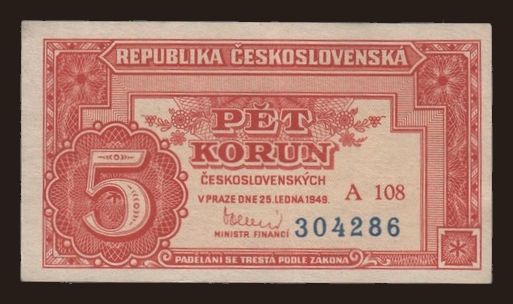 REPUBLIKA ČESKOSLOVENSKÁ
PĚT
KORUN
5
ČESKOSLOVENSKÝCH
A 108
V PRAZE DNE 25. LEDNA 1949.
304286
MINISTR FINANCÍ
PADĚLÁNÍ SE TRESTÁ PODLE ZÁKONA